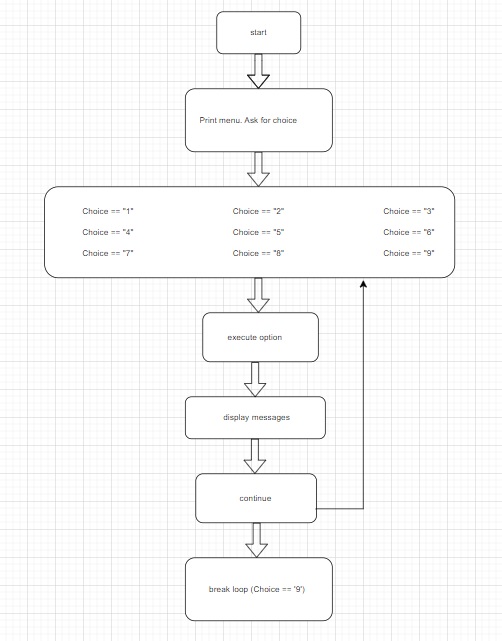 start
Print menu. Ask for choice
Choice == "1" Choice == "2" Choice == "3"
Choice == "4" Choice == "5" Choice == "6"
Choice == "7" Choice == "8" Choice == "9"
execute option
display messages
continue
break loop (Choice == '9')